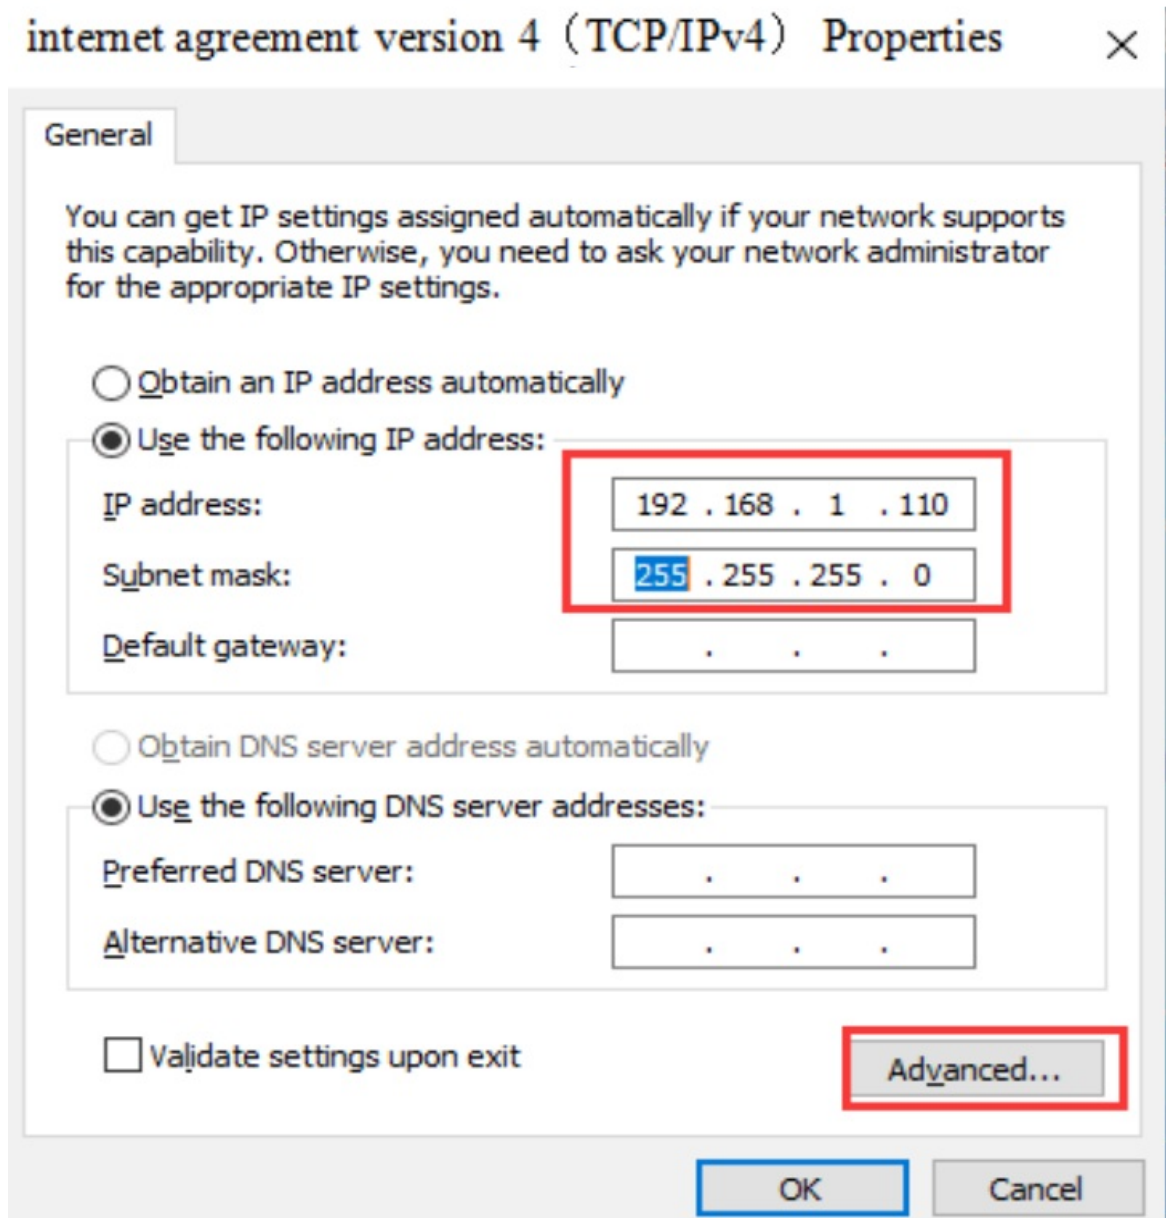 internet agreement version 4（TCP/IPv4） Properties
General
You can get IP settings assigned automatically if your network supports
this capability. Otherwise, you need to ask your network administrator
for the appropriate IP settings.
Obtain an IP address automatically
Use the following IP address:
IP address: 192 . 168 . 1 . 110
Subnet mask: 255 . 255 . 255 . 0
Default gateway: . . .
Obtain DNS server address automatically
Use the following DNS server addresses:
Preferred DNS server: . . .
Alternative DNS server: . . .
Validate settings upon exit
Advanced...
OK Cancel